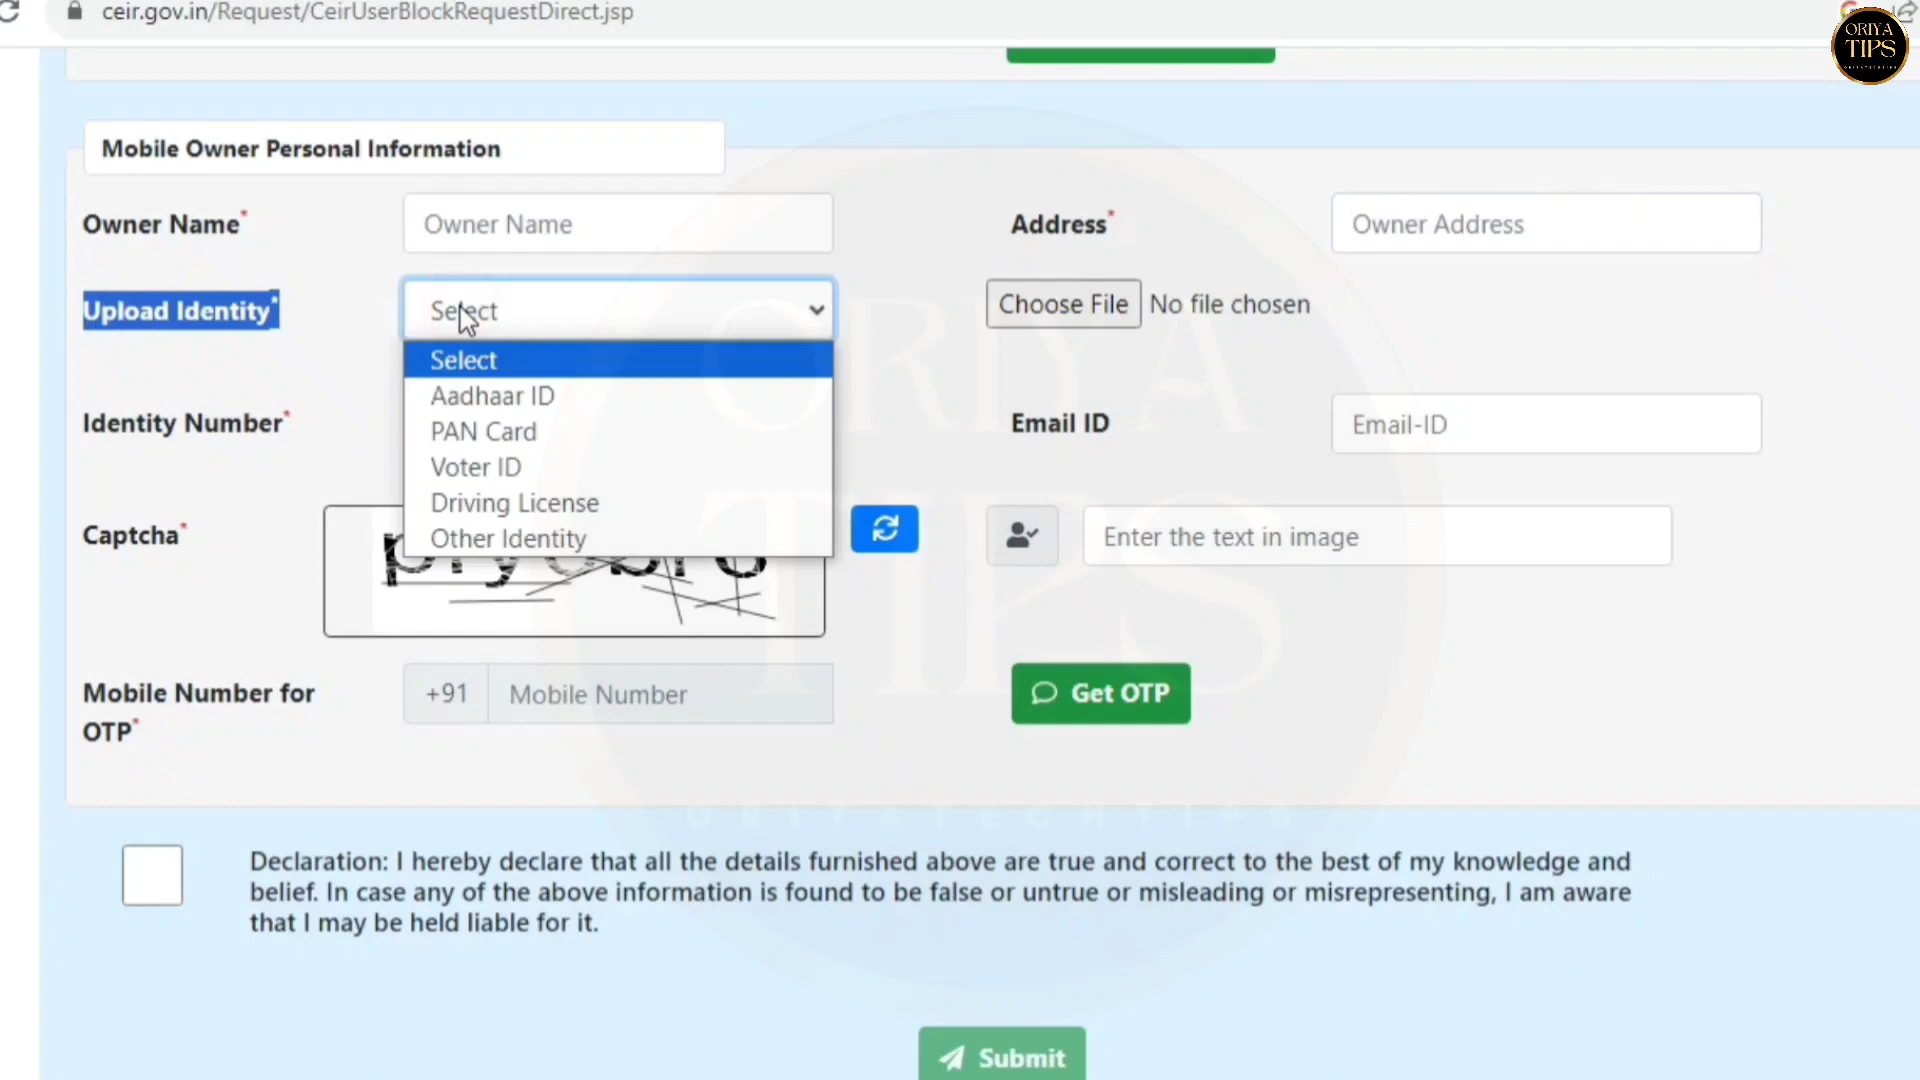 ceir.gov.in/Request/CeirUserBlockRequestDirect.jsp
ORIYA
TIPS
Mobile Owner Personal Information
Owner Name*
Owner Name
Address*
Owner Address
Upload Identity*
Select
Choose File
No file chosen
Select
Aadhaar ID
PAN Card
Voter ID
Driving License
Other Identity
Identity Number*
Email ID
Email-ID
Captcha*
Enter the text in image
Mobile Number for
OTP*
+91
Mobile Number
Get OTP
ORIYA
TIPS
ORIYATECHTIPS
Declaration: I hereby declare that all the details furnished above are true and correct to the best of my knowledge and
belief. In case any of the above information is found to be false or untrue or misleading or misrepresenting, I am aware
that I may be held liable for it.
Submit